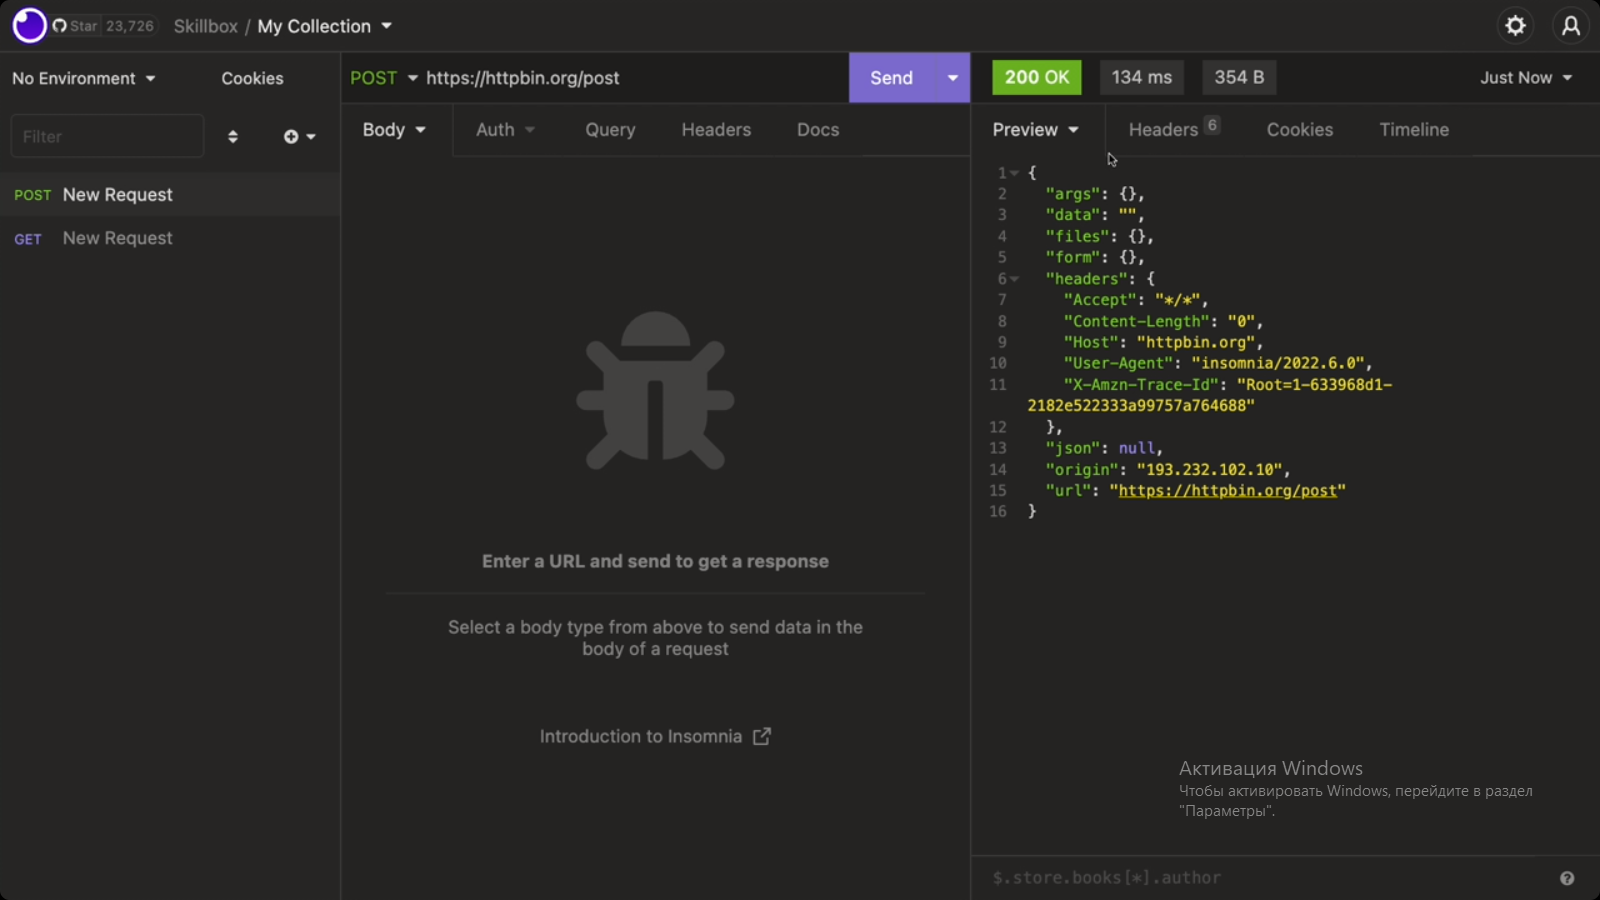 Star 23,726 Skillbox / My Collection
No Environment Cookies
POST https://httpbin.org/post Send
200 OK 134 ms 354 B Just Now
Filter
Body Auth Query Headers Docs
Preview Headers 6 Cookies Timeline
POST New Request
GET New Request
Enter a URL and send to get a response
Select a body type from above to send data in the
body of a request
Introduction to Insomnia
1 {
2 "args": {},
3 "data": "",
4 "files": {},
5 "form": {},
6 "headers": {
7 "Accept": "*/*",
8 "Content-Length": "0",
9 "Host": "httpbin.org",
10 "User-Agent": "insomnia/2022.6.0",
11 "X-Amzn-Trace-Id": "Root=1-633968d1-
2182e522333a99757a764688"
12 },
13 "json": null,
14 "origin": "193.232.102.10",
15 "url": "https://httpbin.org/post"
16 }
Активация Windows
Чтобы активировать Windows, перейдите в раздел
"Параметры".
$.store.books[*].author